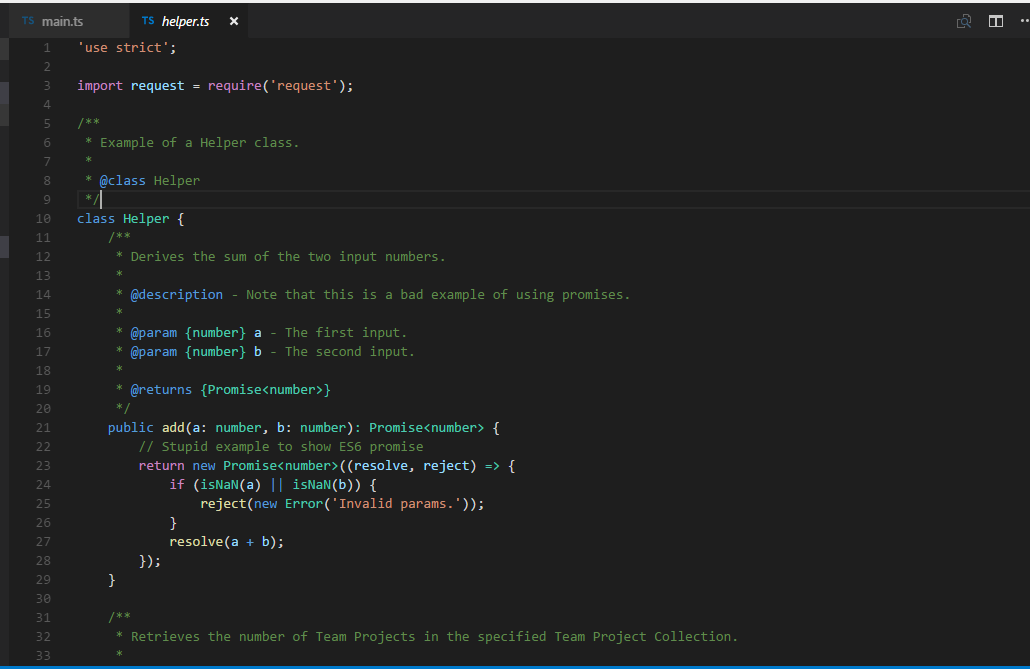 TS main.ts TS helper.ts ×
1 'use strict';
2
3 import request = require('request');
4
5 /**
6  * Example of a Helper class.
7  *
8  * @class Helper
9  */
10 class Helper {
11     /**
12      * Derives the sum of the two input numbers.
13      *
14      * @description - Note that this is a bad example of using promises.
15      *
16      * @param {number} a - The first input.
17      * @param {number} b - The second input.
18      *
19      * @returns {Promise<number>}
20      */
21     public add(a: number, b: number): Promise<number> {
22         // Stupid example to show ES6 promise
23         return new Promise<number>((resolve, reject) => {
24             if (isNaN(a) || isNaN(b)) {
25                 reject(new Error('Invalid params.'));
26             }
27             resolve(a + b);
28         });
29     }
30
31     /**
32      * Retrieves the number of Team Projects in the specified Team Project Collection.
33      *